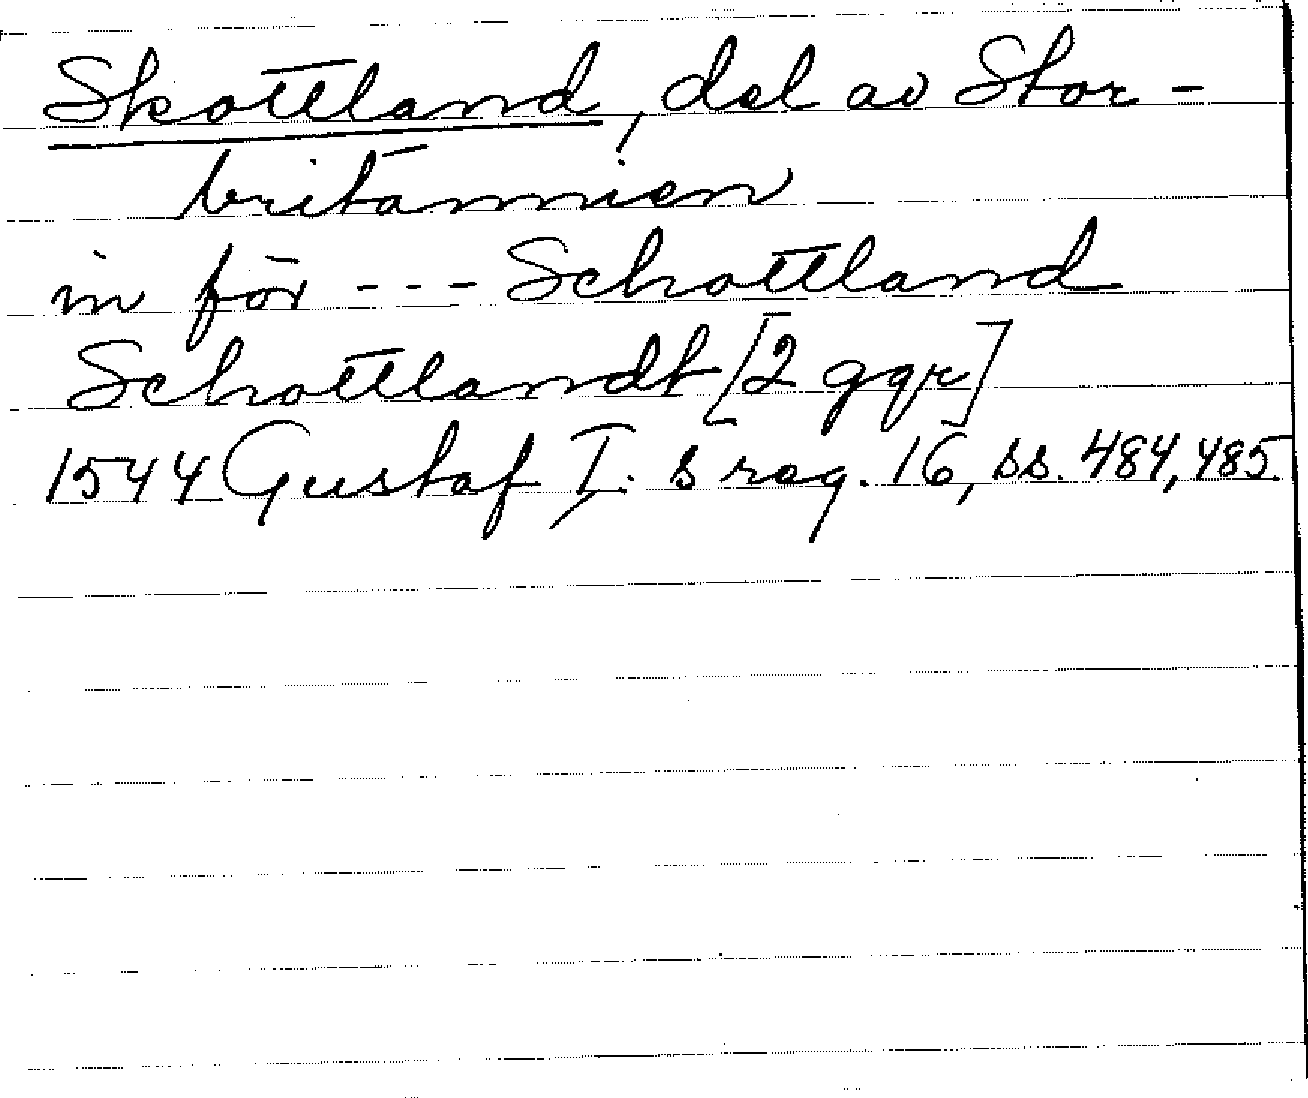 Skottland, del av Stor-
britannien
in för --- Schottland
Schottlandt [2 ggr]
1544 Gustaf I:s reg. 16, ss. 484, 485.